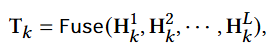 T_k = Fuse(H_k^1, H_k^2, ⋯, H_k^L),